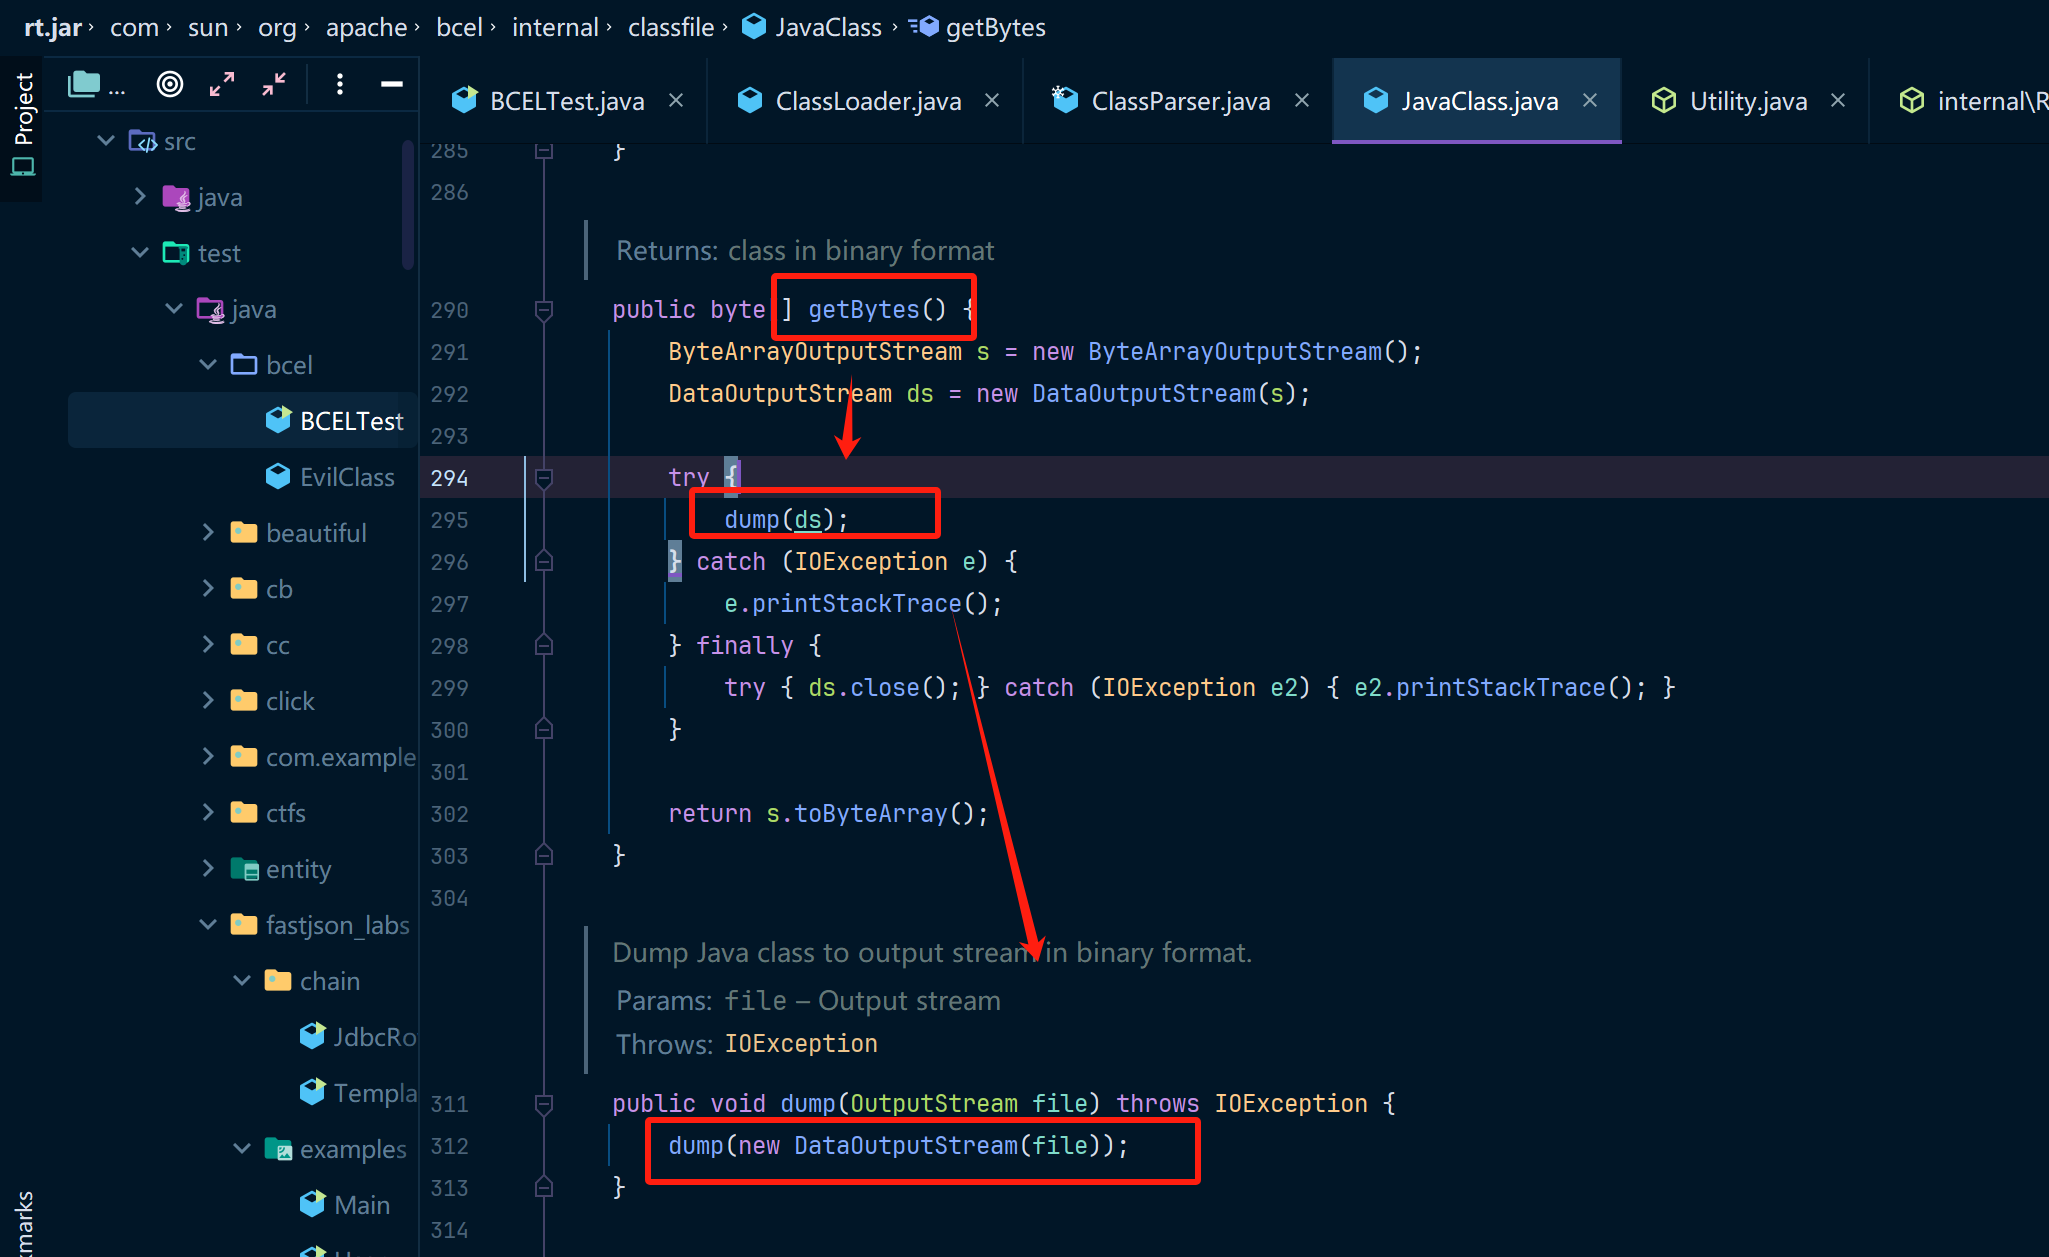 rt.jar › com › sun › org › apache › bcel › internal › classfile › JavaClass › getBytes
Project
...
BCELTest.java ×
ClassLoader.java ×
ClassParser.java ×
JavaClass.java ×
Utility.java ×
internal\R
src
java
test
java
bcel
BCELTest
EvilClass
beautiful
cb
cc
click
com.example
ctfs
entity
fastjson_labs
chain
JdbcRo
Templa
examples
Main
kmarks
285 }
286
Returns: class in binary format
290 public byte ] getBytes() {
291 ByteArrayOutputStream s = new ByteArrayOutputStream();
292 DataOutputStream ds = new DataOutputStream(s);
293
294 try {
295 dump(ds);
296 } catch (IOException e) {
297 e.printStackTrace();
298 } finally {
299 try { ds.close(); } catch (IOException e2) { e2.printStackTrace(); }
300 }
301
302 return s.toByteArray();
303 }
304
Dump Java class to output stream in binary format.
Params: file – Output stream
Throws: IOException
311 public void dump(OutputStream file) throws IOException {
312 dump(new DataOutputStream(file));
313 }
314